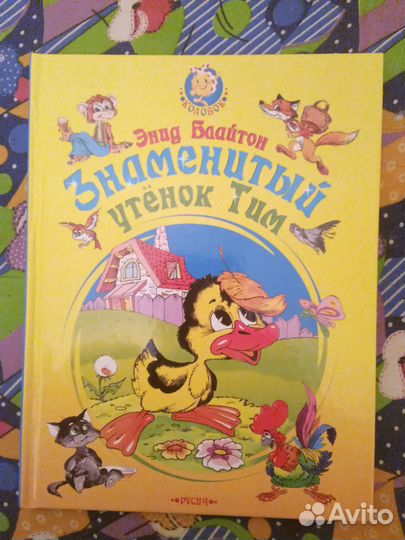 КОЛОБОК
Энид Блайтон
Знаменитый
утёнок Тим
•РУСИЧ•
Avito